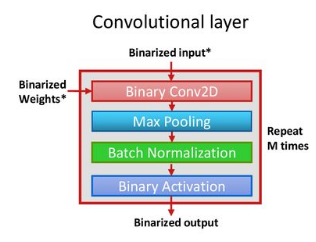 Convolutional layer
Binarized input*
Binarized
Weights*
Binary Conv2D
Max Pooling
Batch Normalization
Binary Activation
Repeat
M times
Binarized output